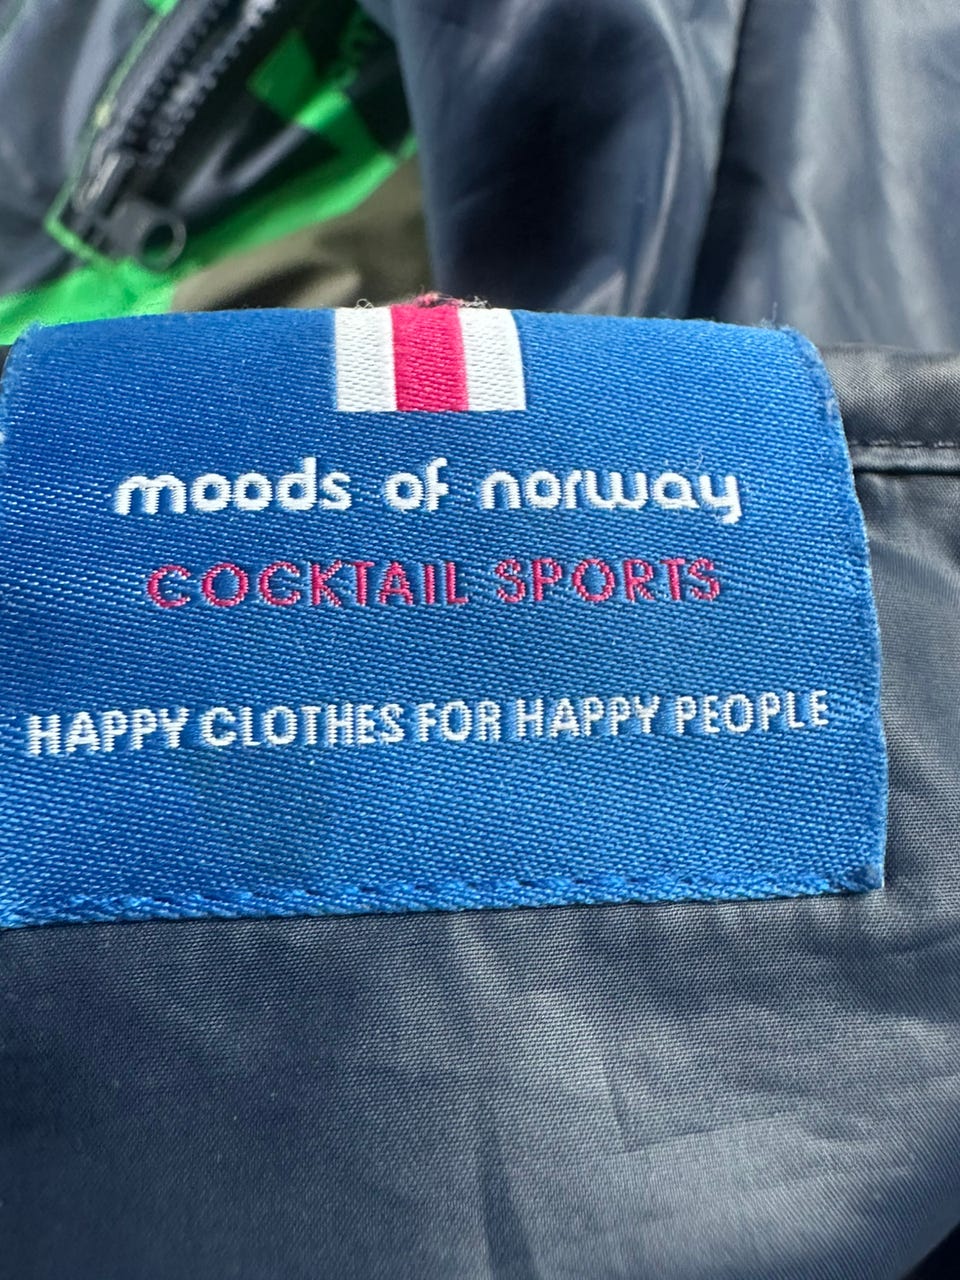 moods of norway
COCKTAIL SPORTS
HAPPY CLOTHES FOR HAPPY PEOPLE